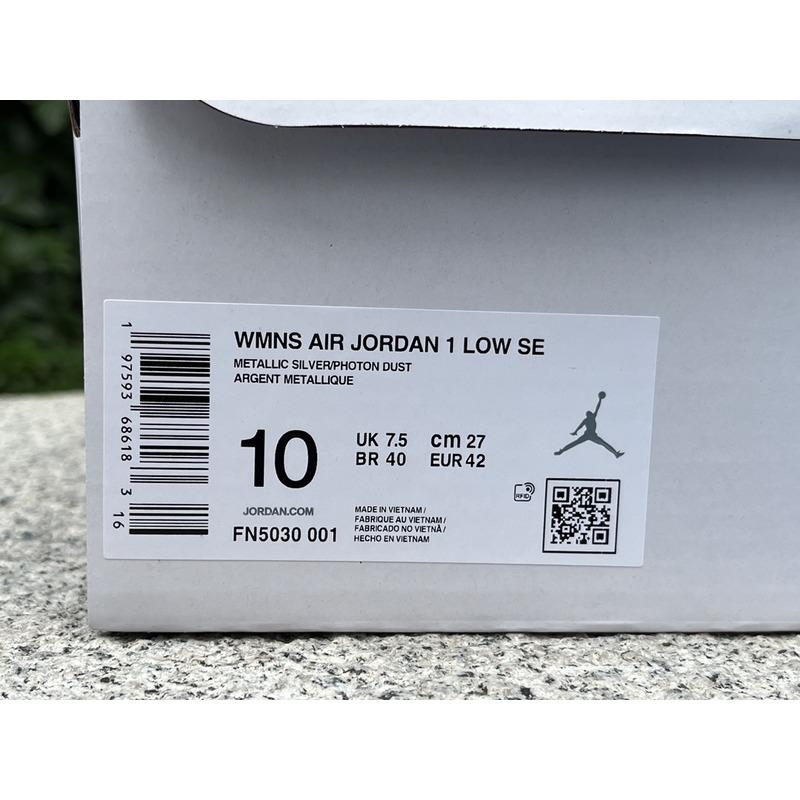 WMNS AIR JORDAN 1 LOW SE
METALLIC SILVER/PHOTON DUST
ARGENT METALLIQUE
10
UK 7.5 cm 27
BR 40 EUR 42
JORDAN.COM
FN5030 001
MADE IN VIETNAM /
FABRIQUE AU VIETNAM /
FABRICADO NO VIETNÃ /
HECHO EN VIETNAM
RFID
1 97593 68618 3 16